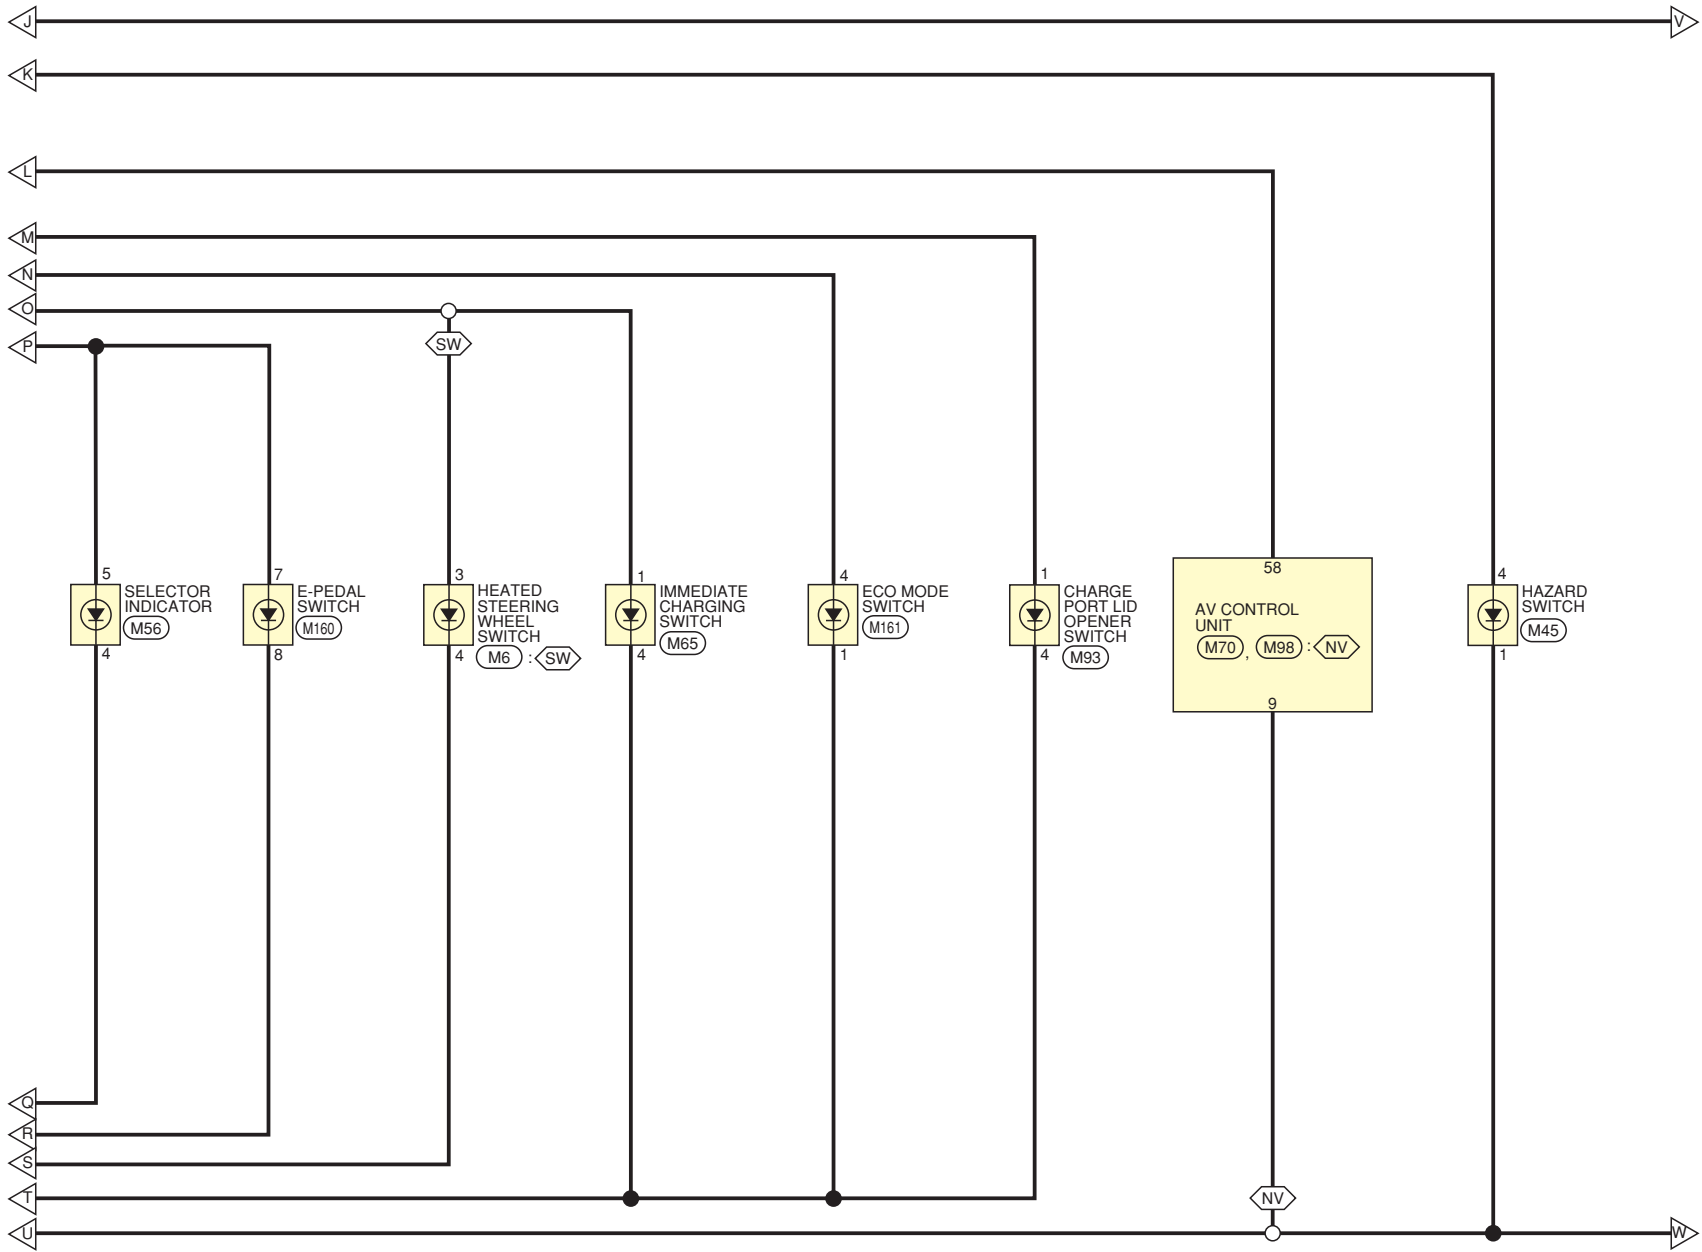 J
V
K
L
M
N
O
P
SW
5
SELECTOR
INDICATOR
M56
4
7
E-PEDAL
SWITCH
M160
8
3
HEATED
STEERING
WHEEL
SWITCH
M6 : SW
4
1
IMMEDIATE
CHARGING
SWITCH
M65
4
4
ECO MODE
SWITCH
M161
1
1
CHARGE
PORT LID
OPENER
SWITCH
M93
4
58
AV CONTROL
UNIT
M70 , M98 : NV
9
4
HAZARD
SWITCH
M45
1
Q
R
S
T
NV
U
W